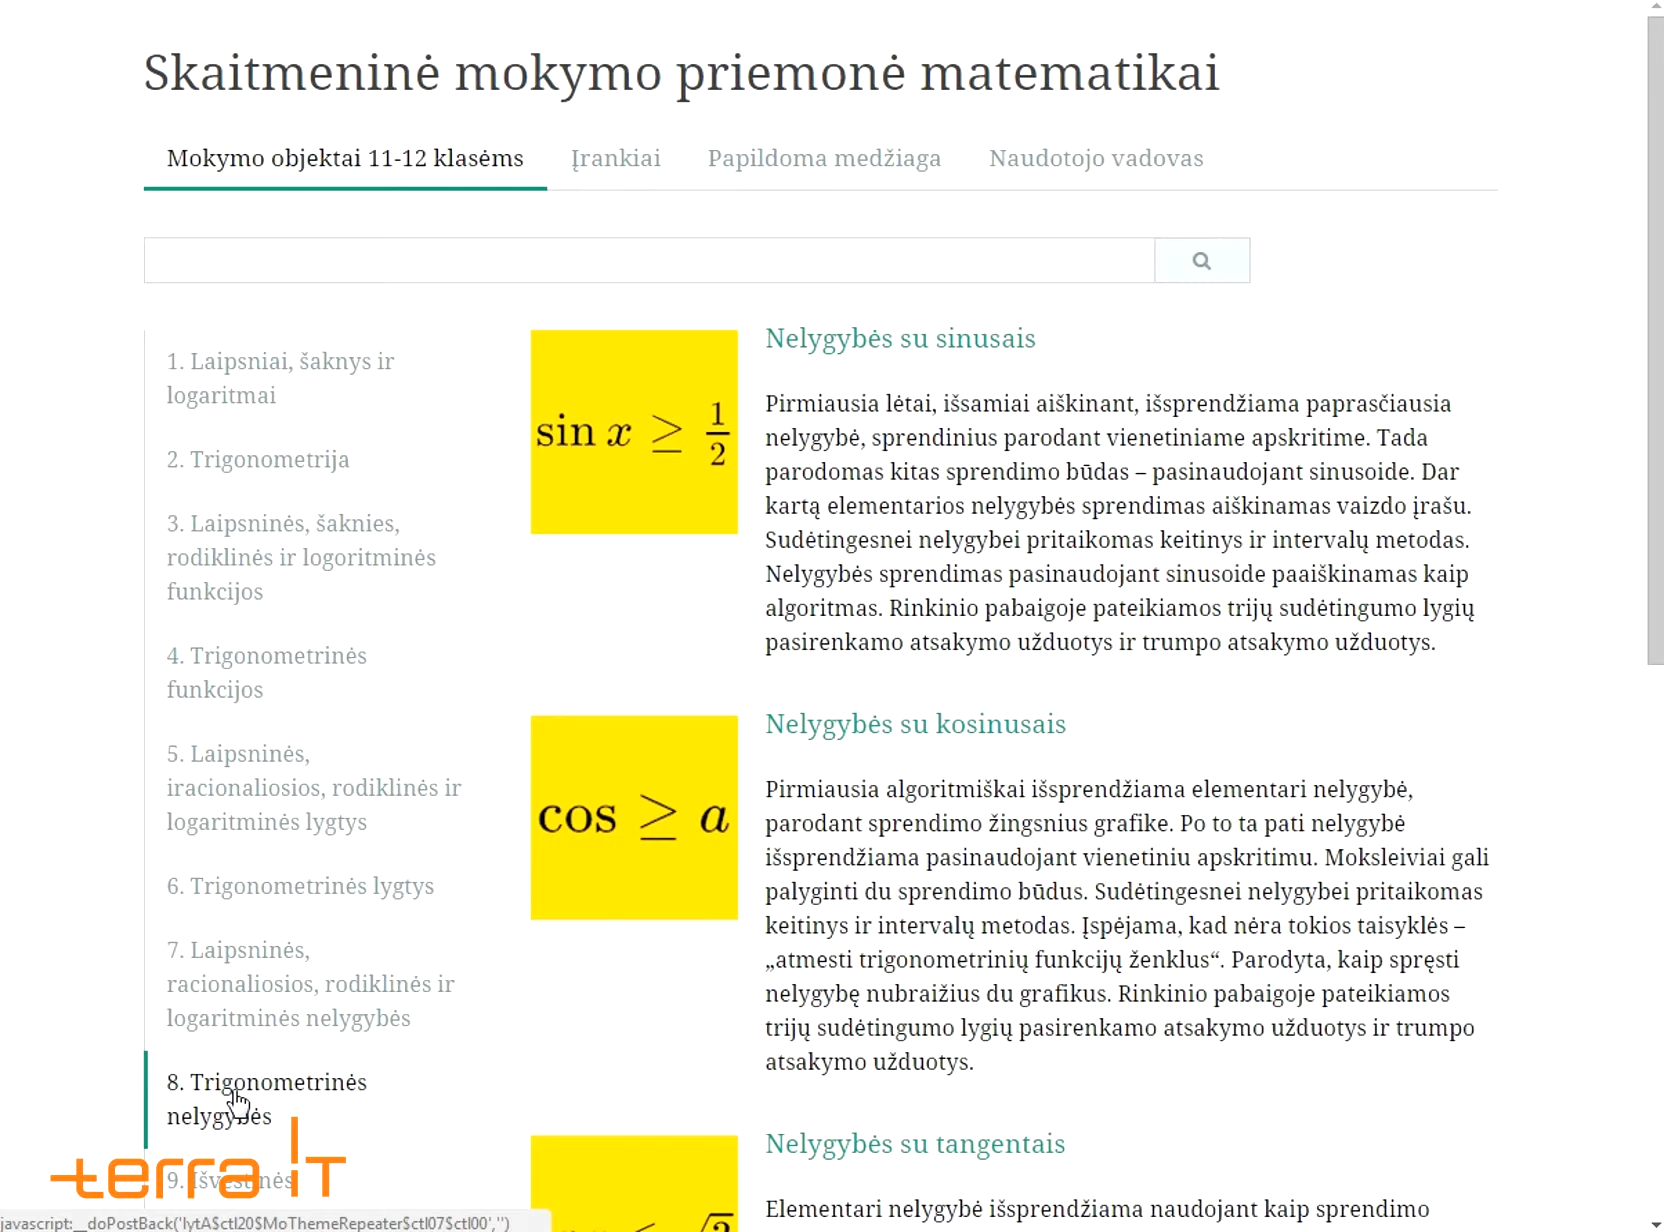 Skaitmeninė mokymo priemonė matematikai
Mokymo objektai 11-12 klasėms
Įrankiai
Papildoma medžiaga
Naudotojo vadovas
1. Laipsniai, šaknys ir
logaritmai
2. Trigonometrija
3. Laipsninės, šaknies,
rodiklinės ir logoritminės
funkcijos
4. Trigonometrinės
funkcijos
5. Laipsninės,
iracionaliosios, rodiklinės ir
logaritminės lygtys
6. Trigonometrinės lygtys
7. Laipsninės,
racionaliosios, rodiklinės ir
logaritminės nelygybės
8. Trigonometrinės
nelygybės
9. Išvestinės
sin x ≥ 1/2
Nelygybės su sinusais
Pirmiausia lėtai, išsamiai aiškinant, išsprendžiama paprasčiausia
nelygybė, sprendinius parodant vienetiniame apskritime. Tada
parodomas kitas sprendimo būdas – pasinaudojant sinusoide. Dar
kartą elementarios nelygybės sprendimas aiškinamas vaizdo įrašu.
Sudėtingesnei nelygybei pritaikomas keitinys ir intervalų metodas.
Nelygybės sprendimas pasinaudojant sinusoide paaiškinamas kaip
algoritmas. Rinkinio pabaigoje pateikiamos trijų sudėtingumo lygių
pasirenkamo atsakymo užduotys ir trumpo atsakymo užduotys.
cos ≥ a
Nelygybės su kosinusais
Pirmiausia algoritmiškai išsprendžiama elementari nelygybė,
parodant sprendimo žingsnius grafike. Po to ta pati nelygybė
išsprendžiama pasinaudojant vienetiniu apskritimu. Moksleiviai gali
palyginti du sprendimo būdus. Sudėtingesnei nelygybei pritaikomas
keitinys ir intervalų metodas. Įspėjama, kad nėra tokios taisyklės –
„atmesti trigonometrinių funkcijų ženklus“. Parodyta, kaip spręsti
nelygybę nubraižius du grafikus. Rinkinio pabaigoje pateikiamos
trijų sudėtingumo lygių pasirenkamo atsakymo užduotys ir trumpo
atsakymo užduotys.
Nelygybės su tangentais
Elementari nelygybė išsprendžiama naudojant kaip sprendimo
terra IT
javascript:__doPostBack('lytA$ctl20$MoThemeRepeater$ctl07$ctl00','')